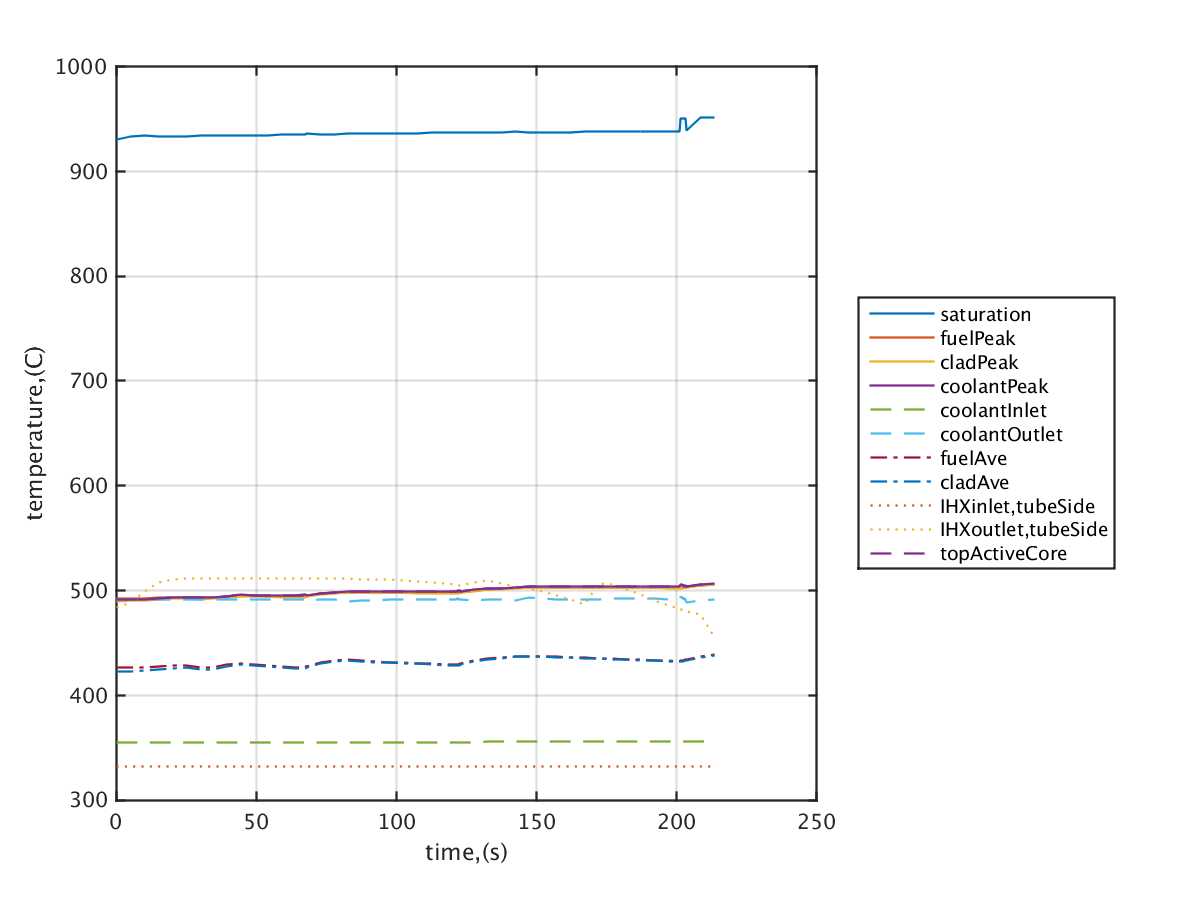 1000
900
800
700
600
500
400
300
0 50 100 150 200 250
temperature,(C)
time,(s)
saturation
fuelPeak
cladPeak
coolantPeak
coolantInlet
coolantOutlet
fuelAve
cladAve
IHXinlet,tubeSide
IHXoutlet,tubeSide
topActiveCore